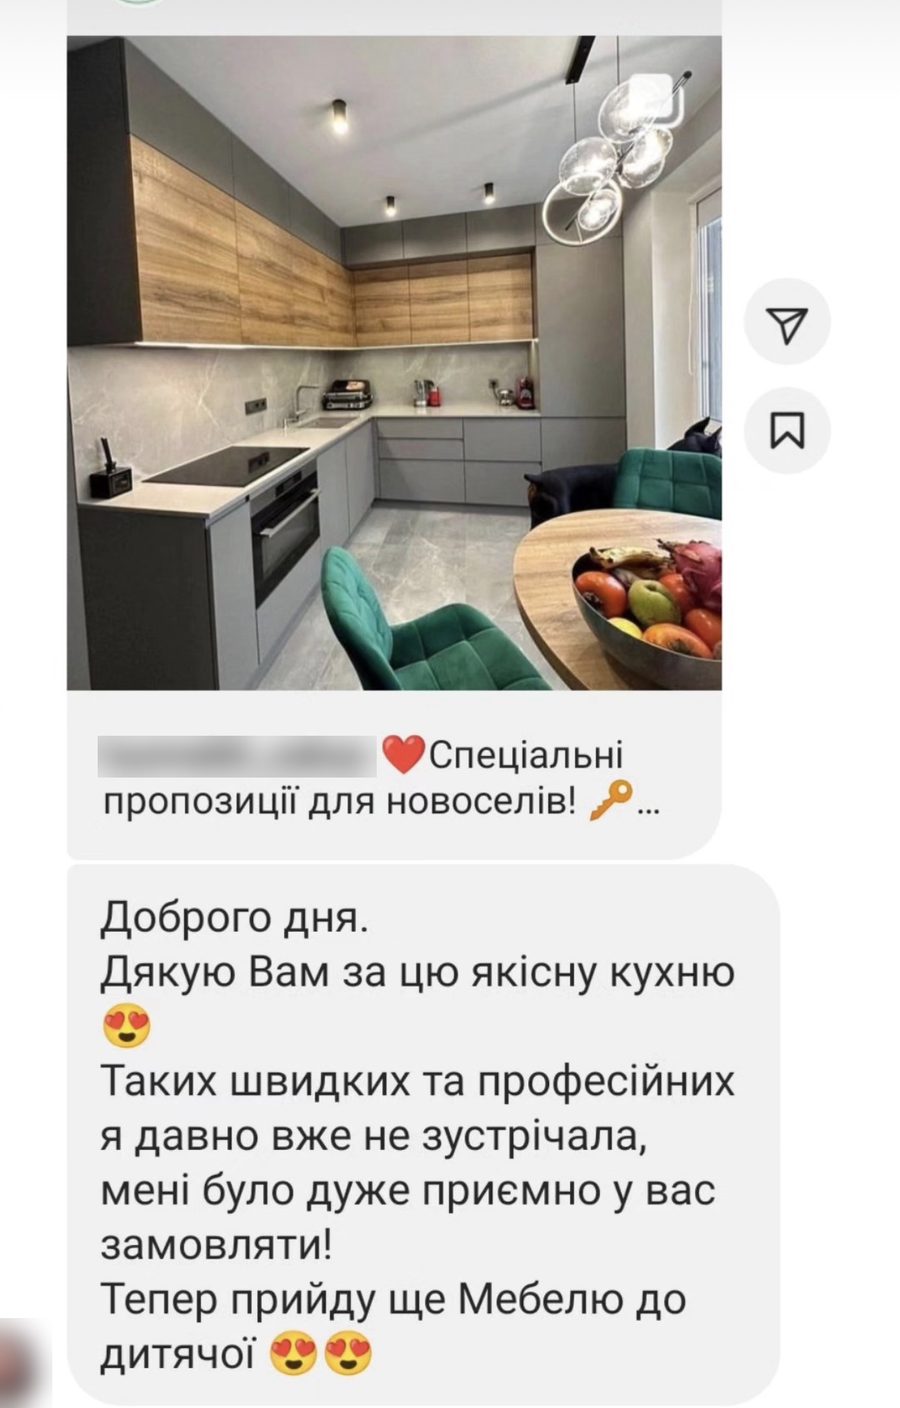 ❤️Спеціальні
пропозиції для новоселів! 🔑...
Доброго дня.
Дякую Вам за цю якісну кухню
😍
Таких швидких та професійних
я давно вже не зустрічала,
мені було дуже приємно у вас
замовляти!
Тепер прийду ще Мебелю до
дитячої 😍😍